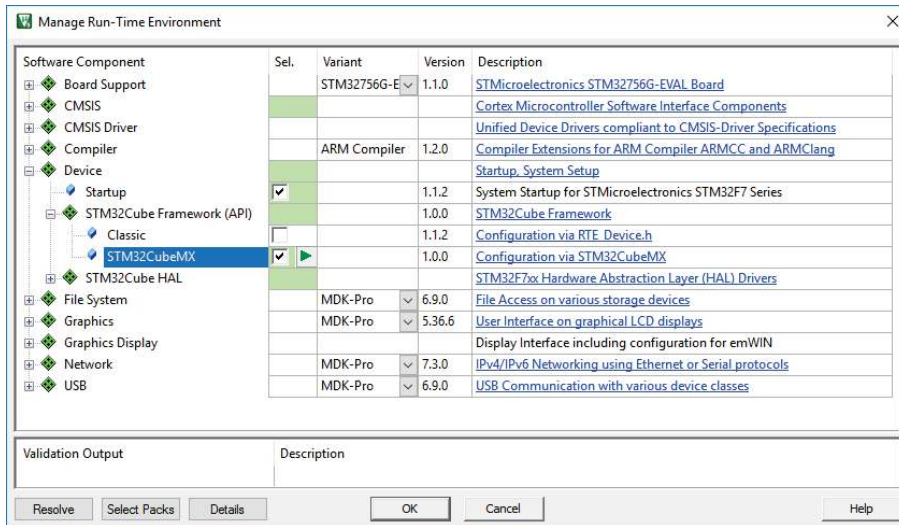 Manage Run-Time Environment
Software Component Sel. Variant Version Description
Board Support STM32756G-E 1.1.0 STMicroelectronics STM32756G-EVAL Board
CMSIS Cortex Microcontroller Software Interface Components
CMSIS Driver Unified Device Drivers compliant to CMSIS-Driver Specifications
Compiler ARM Compiler 1.2.0 Compiler Extensions for ARM Compiler ARMCC and ARMClang
Device Startup, System Setup
Startup 1.1.2 System Startup for STMicroelectronics STM32F7 Series
STM32Cube Framework (API) 1.0.0 STM32Cube Framework
Classic 1.1.2 Configuration via RTE_Device.h
STM32CubeMX 1.0.0 Configuration via STM32CubeMX
STM32Cube HAL STM32F7xx Hardware Abstraction Layer (HAL) Drivers
File System MDK-Pro 6.9.0 File Access on various storage devices
Graphics MDK-Pro 5.36.6 User Interface on graphical LCD displays
Graphics Display Display Interface including configuration for emWIN
Network MDK-Pro 7.3.0 IPv4/IPv6 Networking using Ethernet or Serial protocols
USB MDK-Pro 6.9.0 USB Communication with various device classes
Validation Output Description
Resolve Select Packs Details OK Cancel Help